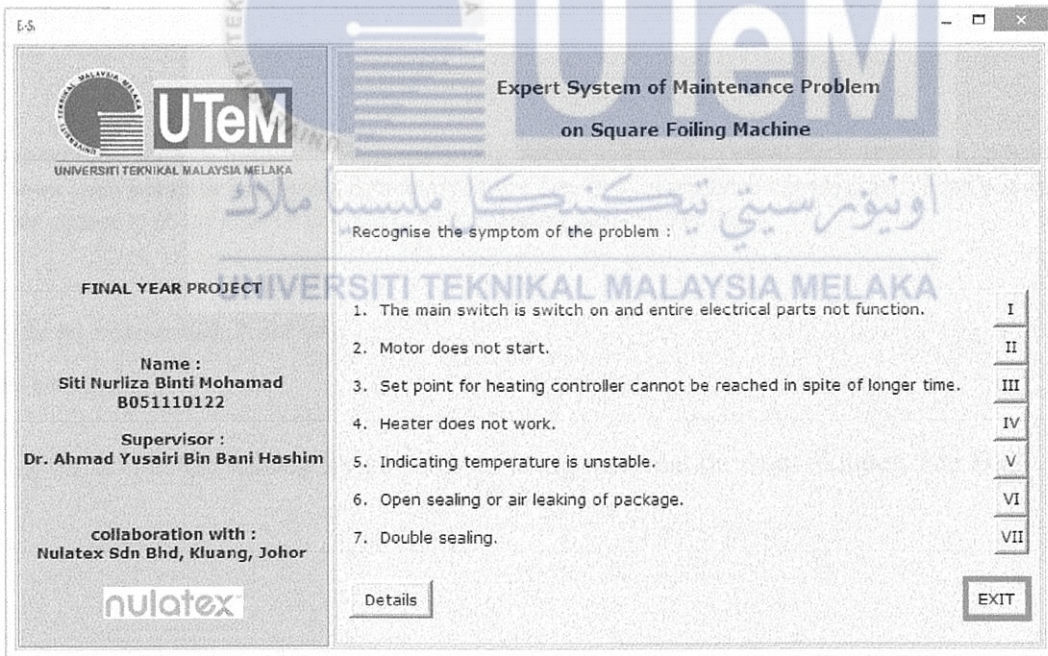 E.S.
UTeM
UNIVERSITI TEKNIKAL MALAYSIA MELAKA
FINAL YEAR PROJECT
Name :
Siti Nurliza Binti Mohamad
B051110122
Supervisor :
Dr. Ahmad Yusairi Bin Bani Hashim
collaboration with :
Nulatex Sdn Bhd, Kluang, Johor
nulatex
Expert System of Maintenance Problem
on Square Foiling Machine
UTeM
اونيورسيتي تيكنيكل مليسيا ملاك
UNIVERSITI TEKNIKAL MALAYSIA MELAKA
Recognise the symptom of the problem :
1. The main switch is switch on and entire electrical parts not function. I
2. Motor does not start. II
3. Set point for heating controller cannot be reached in spite of longer time. III
4. Heater does not work. IV
5. Indicating temperature is unstable. V
6. Open sealing or air leaking of package. VI
7. Double sealing. VII
Details
EXIT